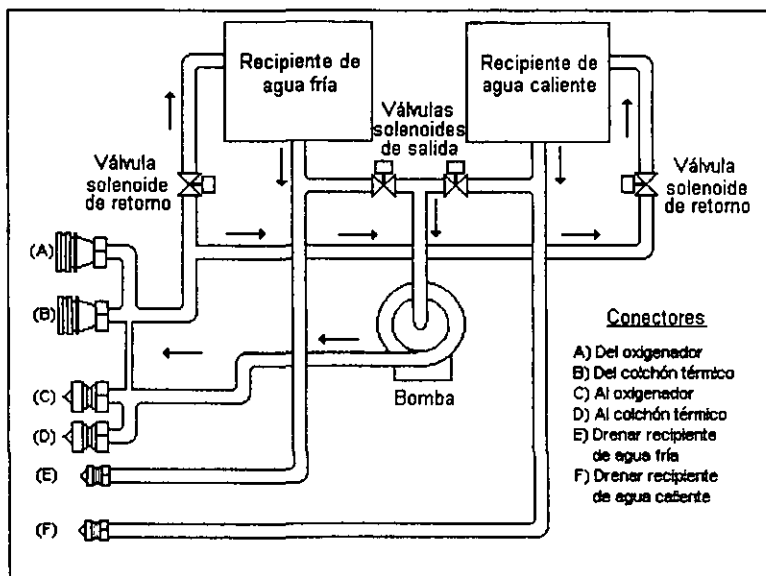 Recipiente de
agua fría
Recipiente de
agua caliente
Válvulas
solenoides
de salida
Válvula
solenoide
de retorno
Válvula
solenoide
de retorno
(A)
(B)
(C)
(D)
(E)
(F)
Bomba
Conectores
A) Del oxigenador
B) Del colchón térmico
C) Al oxigenador
D) Al colchón térmico
E) Drenar recipiente
de agua fría
F) Drenar recipiente
de agua caliente